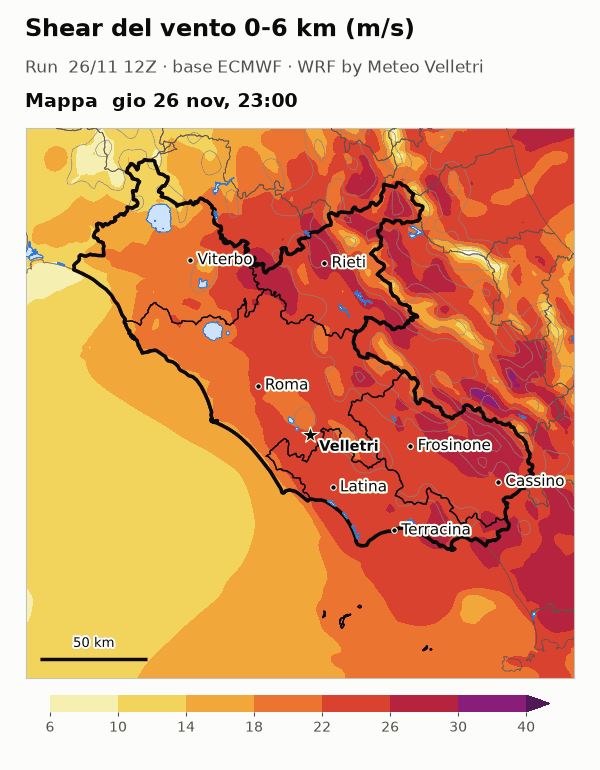 Shear del vento 0-6 km (m/s)
Run  26/11 12Z · base ECMWF · WRF by Meteo Velletri
Mappa  gio 26 nov, 23:00
Viterbo
Rieti
Roma
Velletri
Frosinone
Cassino
Latina
Terracina
50 km
6 10 14 18 22 26 30 40